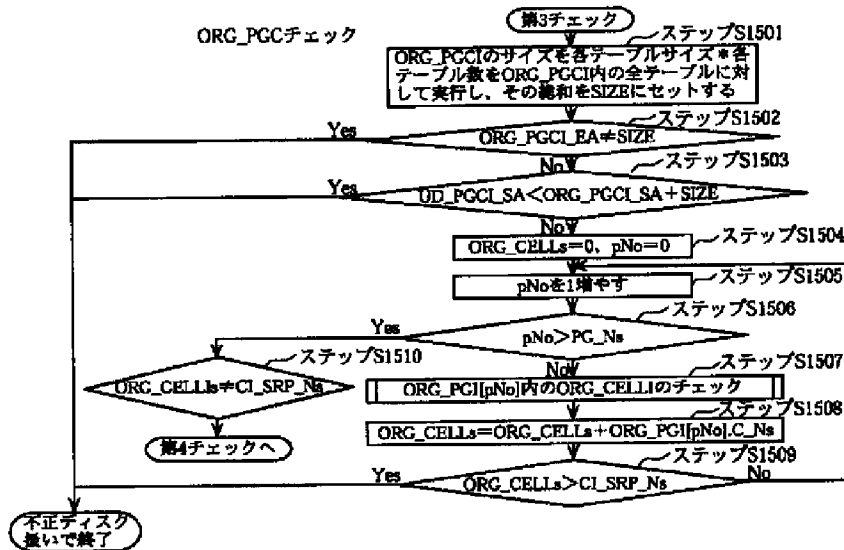 ORG_PGCチェック
第3チェック
ステップS1501
ORG_PGCIのサイズを各テーブルサイズ*各
テーブル数をORG_PGCI内の全テーブルに対
して実行し、その総和をSIZEにセットする
ステップS1502
Yes
ORG_PGCI_EA≠SIZE
No
ステップS1503
Yes
UD_PGCI_SA<ORG_PGCI_SA+SIZE
No
ステップS1504
ORG_CELLs=0、pNo=0
ステップS1505
pNoを1増やす
ステップS1506
Yes
pNo>PG_Ns
No
ステップS1510
ORG_CELLIs≠CI_SRP_Ns
ステップS1507
ORG_PGI[pNo]内のORG_CELLIのチェック
ステップS1508
ORG_CELLs=ORG_CELLs+ORG_PGI[pNo].C_Ns
第4チェックへ
ステップS1509
Yes
ORG_CELLs>CI_SRP_Ns
No
不正ディスク
扱いで終了